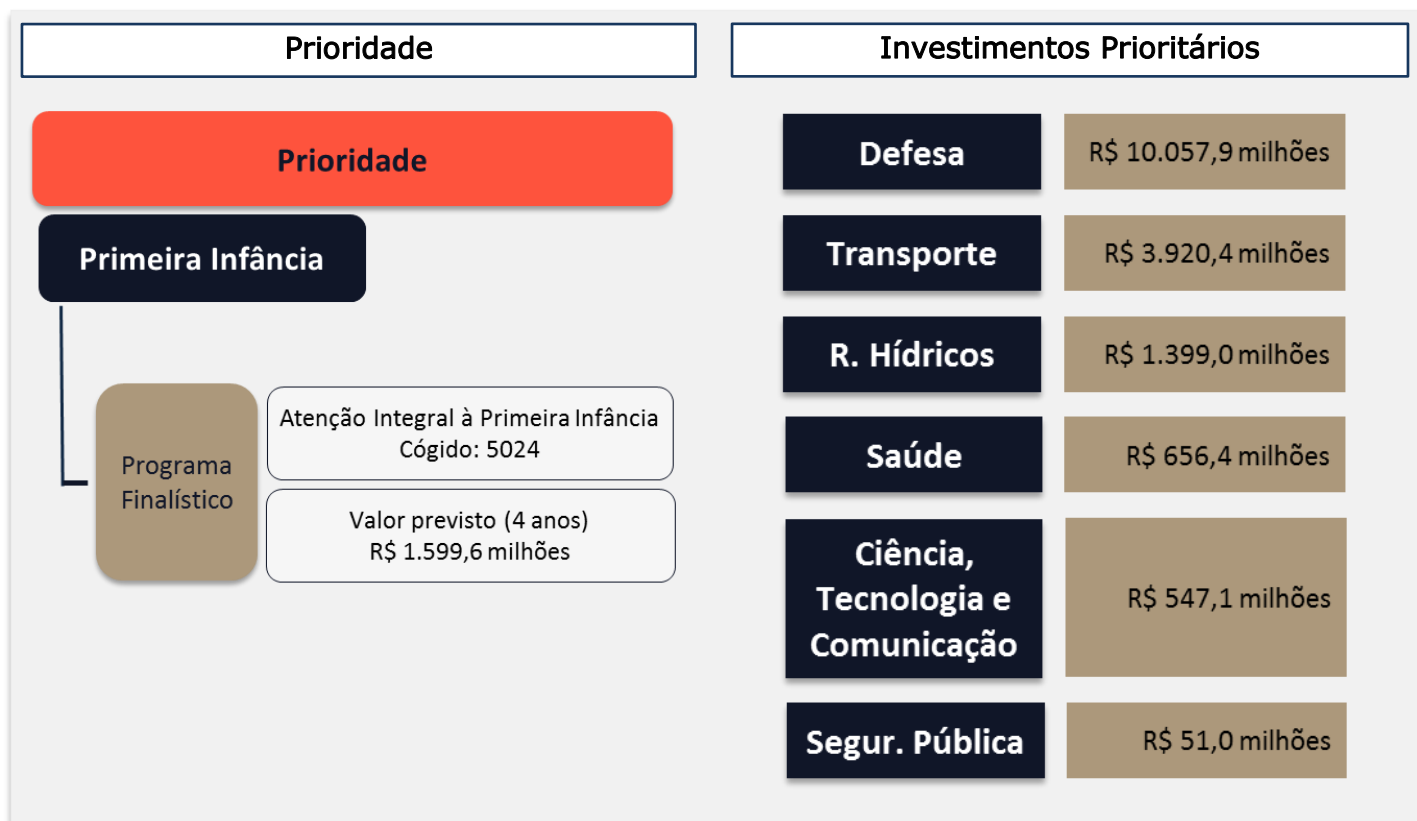 Prioridade
Prioridade
Primeira Infância
Programa
Finalístico
Atenção Integral à Primeira Infância
Cógido: 5024
Valor previsto (4 anos)
R$ 1.599,6 milhões
Investimentos Prioritários
Defesa
R$ 10.057,9 milhões
Transporte
R$ 3.920,4 milhões
R. Hídricos
R$ 1.399,0 milhões
Saúde
R$ 656,4 milhões
Ciência,
Tecnologia e
Comunicação
R$ 547,1 milhões
Segur. Pública
R$ 51,0 milhões